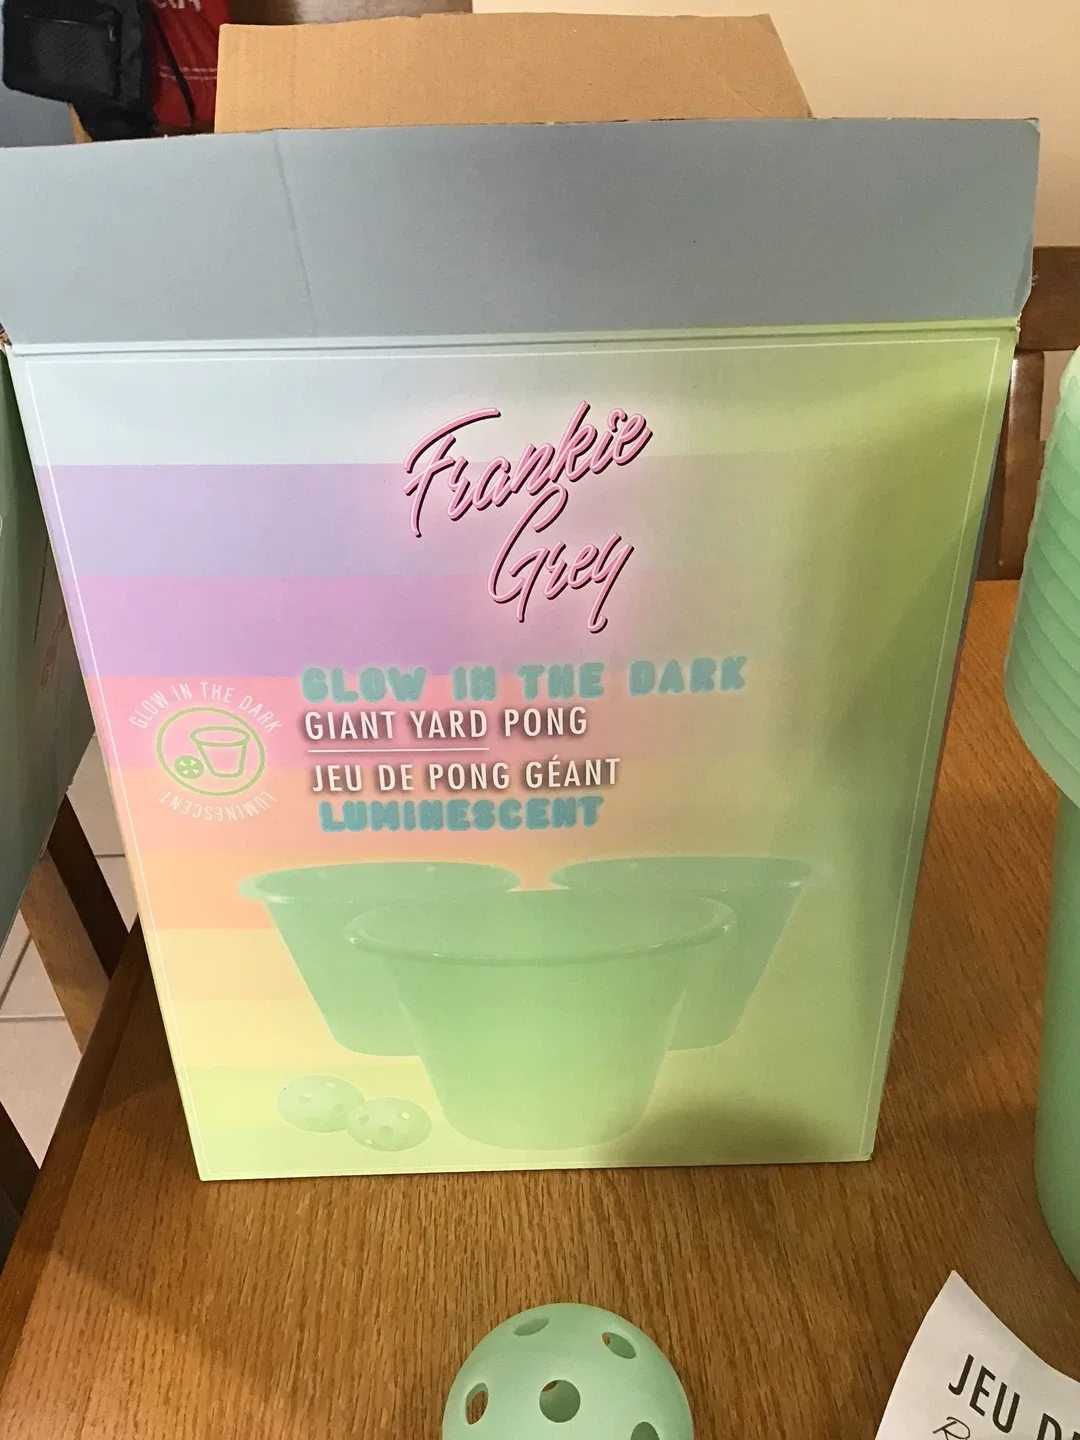 Frankie
Grey
GLOW IN THE DARK
GIANT YARD PONG
JEU DE PONG GÉANT
LUMINESCENT
GLOW IN THE DARK
LUMINESCENT
JEU